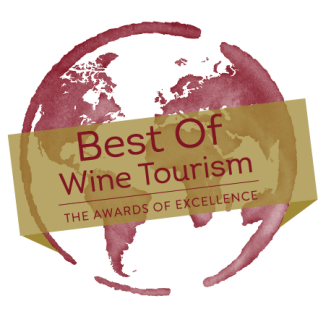 Best Of
Wine Tourism
THE AWARDS OF EXCELLENCE